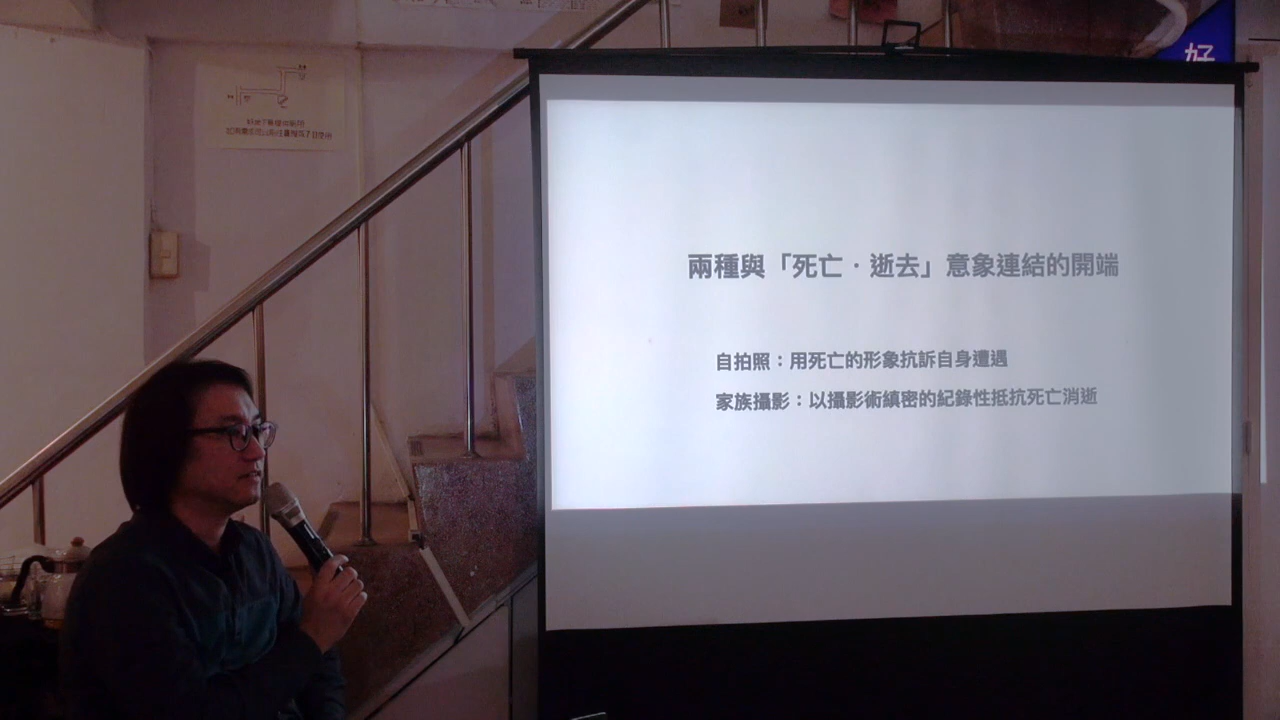 好
兩種與「死亡．逝去」意象連結的開端
自拍照：用死亡的形象抗訴自身遭遇
家族攝影：以攝影術縝密的紀錄性抵抗死亡消逝